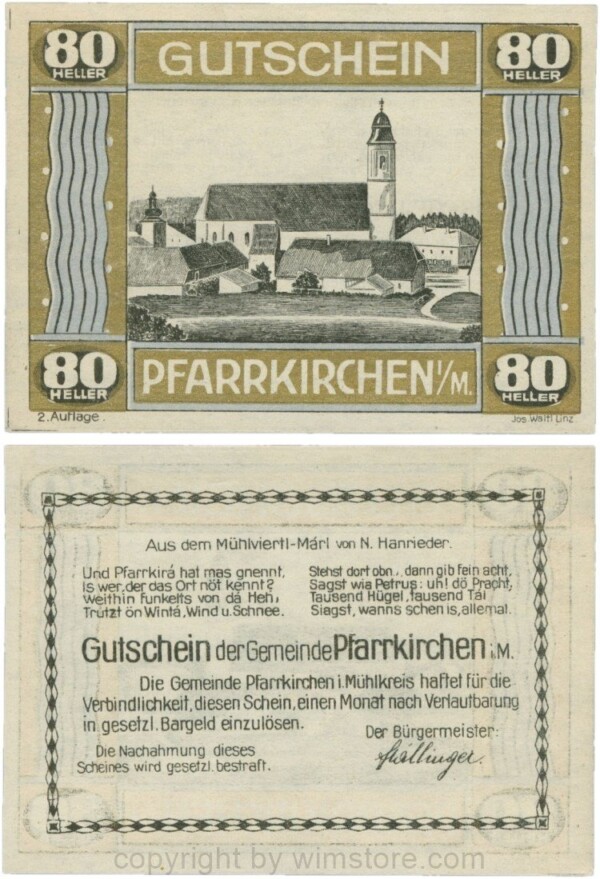 80 HELLER
GUTSCHEIN
80 HELLER
80 HELLER
PFARRKIRCHEN I/M.
80 HELLER
2. Auflage.
Jos. Waltl Linz
Aus dem Mühlviertl-Märl von N. Hanrieder.
Und Pfarrkirá hat mas gnennt,
Is wer, der das Ort nöt kennt?
Weithin funkelts von dá Heh,
Trutzt ön Wintá, Wind u. Schnee.
Stehst dort obn, dann gib fein acht,
Sagst wia Petrus: uh! dö Pracht,
Tausend Hügel, tausend Tal
Siagst, wanns schen is, allemal.
Gutschein der Gemeinde Pfarrkirchen i. M.
Die Gemeinde Pfarrkirchen i. Mühlkreis haftet für die
Verbindlichkeit, diesen Schein, einen Monat nach Verlautbarung
in gesetzl. Bargeld einzulösen.
Der Bürgermeister:
Die Nachahmung dieses
Scheines wird gesetzl. bestraft.
copyright by wimstore.com